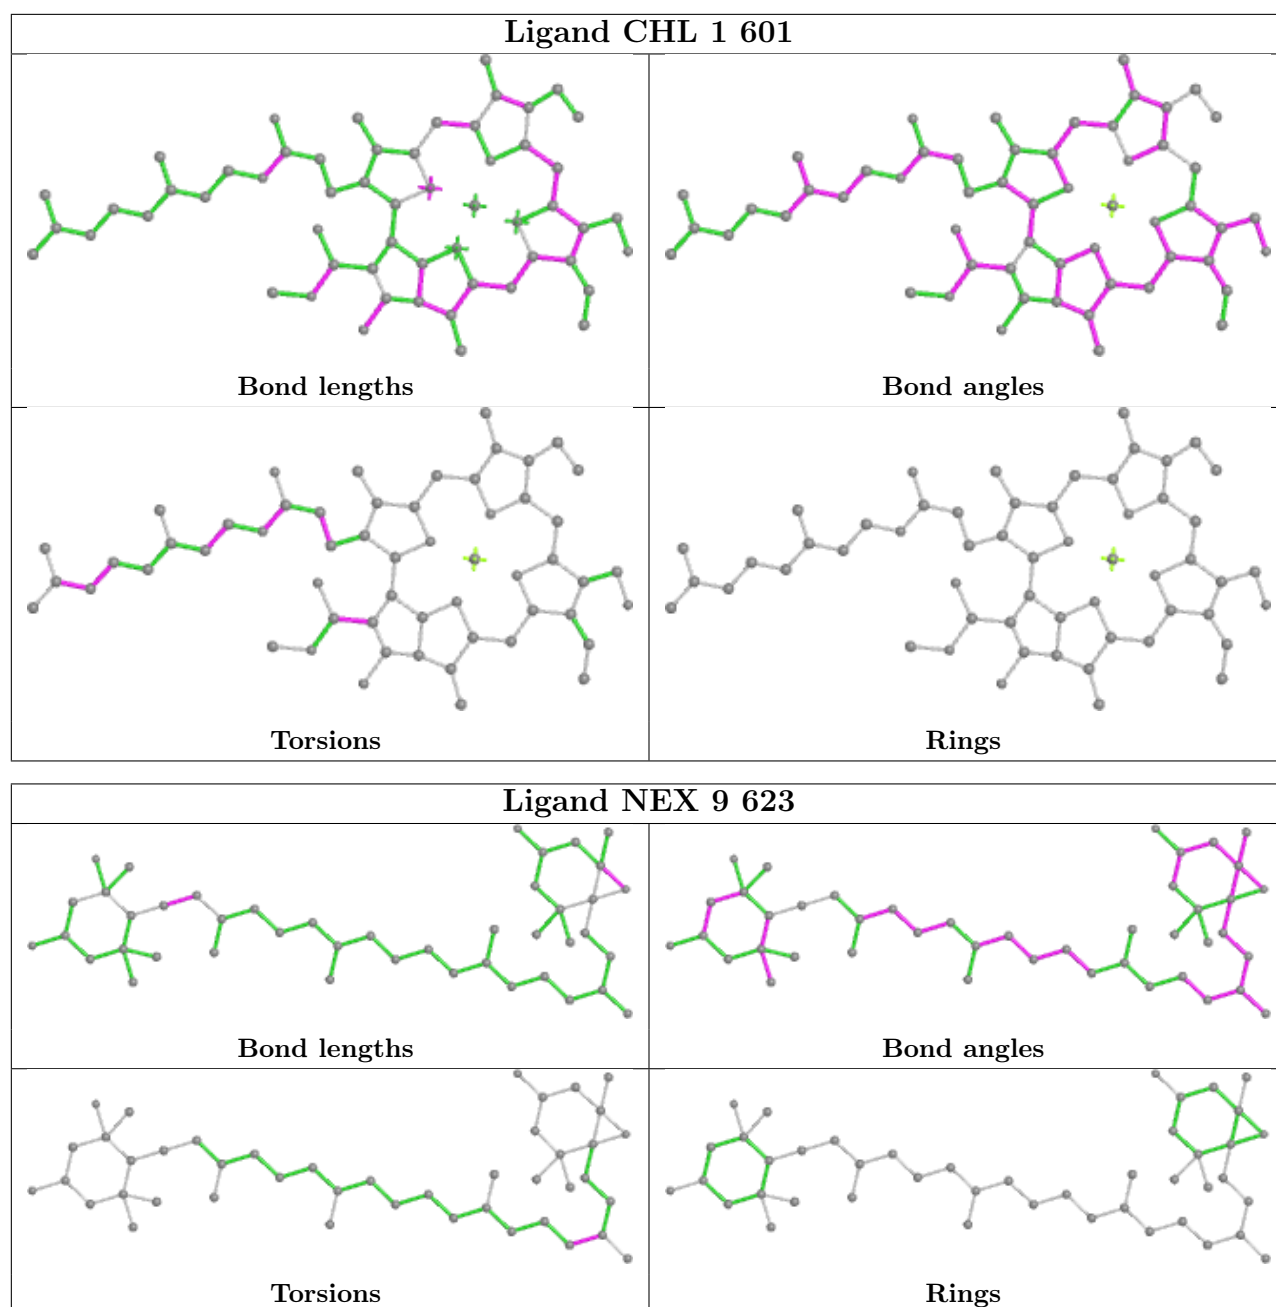 Ligand CHL 1 601
Bond lengths
Bond angles
Torsions
Rings
Ligand NEX 9 623
Bond lengths
Bond angles
Torsions
Rings